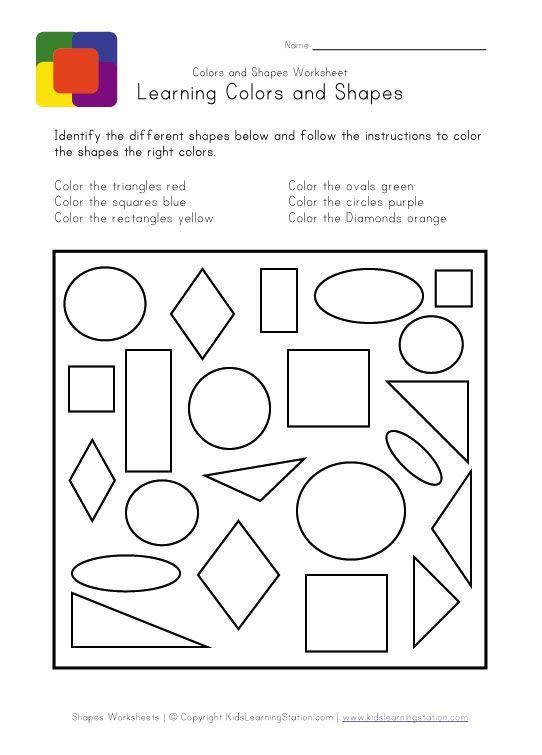 Name
Colors and Shapes Worksheet
Learning Colors and Shapes
Identify the different shapes below and follow the instructions to color
the shapes the right colors.
Color the triangles red
Color the squares blue
Color the rectangles yellow
Color the ovals green
Color the circles purple
Color the Diamonds orange
Shapes Worksheets | © Copyright KidsLearningStation.com | www.kidslearningstation.com